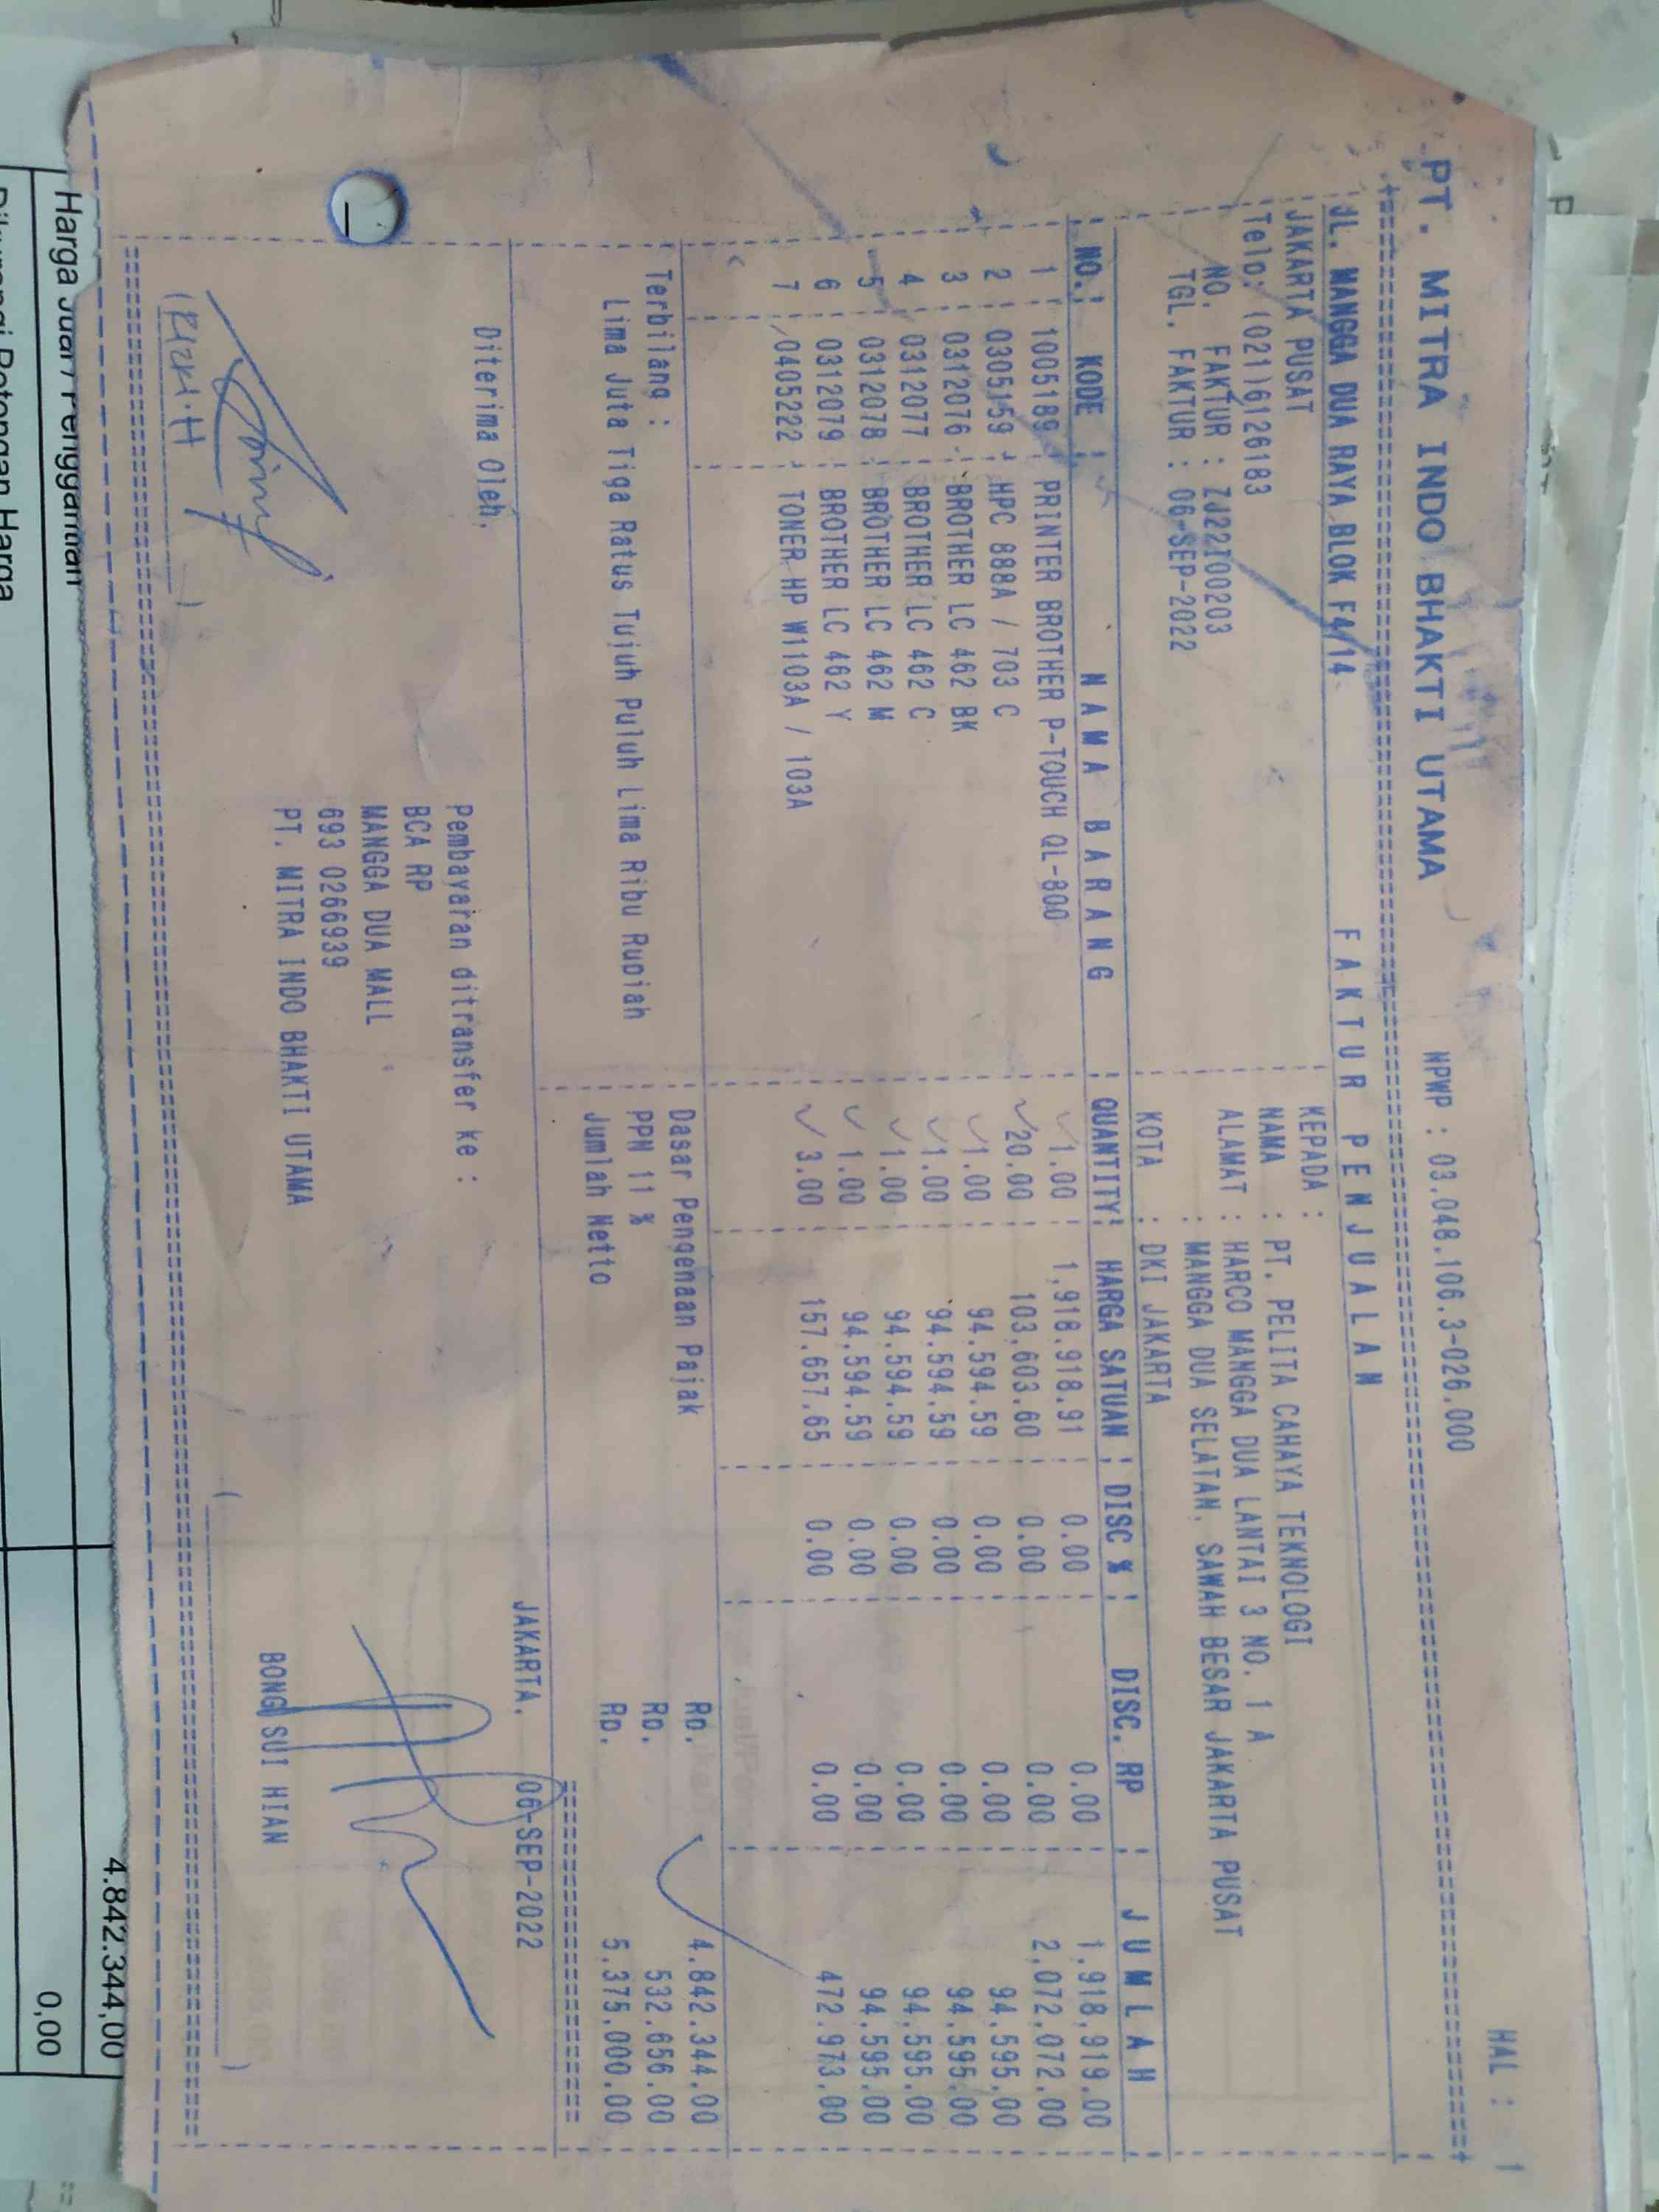 HAL : 1
PT. MITRA INDO BHAKTI UTAMA NPWP : 03.048.106.3-026.000
JL. MANGGA DUA RAYA BLOK F4/14 F A K T U R P E N J U A L A N
JAKARTA PUSAT KEPADA :
Telp: (021)6126183 NAMA : PT. PELITA CAHAYA TEKNOLOGI
NO. FAKTUR : ZJ22I00203 ALAMAT : HARCO MANGGA DUA LANTAI 3 NO. 1 A
TGL. FAKTUR : 06-SEP-2022 : MANGGA DUA SELATAN, SAWAH BESAR JAKARTA PUSAT
KOTA : DKI JAKARTA
NO. KODE N A M A B A R A N G QUANTITY HARGA SATUAN DISC % DISC. RP J U M L A H
1 1005189 PRINTER BROTHER P-TOUCH QL-800 1.00 1,918,918.91 0.00 0.00 1,918,919.00
2 0305159 HPC 888A / 703 C 20.00 103,603.60 0.00 0.00 2,072,072.00
3 0312076 BROTHER LC 462 BK 1.00 94,594.59 0.00 0.00 94,595.00
4 0312077 BROTHER LC 462 C 1.00 94,594.59 0.00 0.00 94,595.00
5 0312078 BROTHER LC 462 M 1.00 94,594.59 0.00 0.00 94,595.00
6 0312079 BROTHER LC 462 Y 1.00 94,594.59 0.00 0.00 94,595.00
7 0405222 TONER HP W1103A / 103A 3.00 157,657.65 0.00 0.00 472,973.00
Terbilang : Dasar Pengenaan Pajak Rp. 4,842,344.00
Lima Juta Tiga Ratus Tujuh Puluh Lima Ribu Rupiah PPN 11 % Rp. 532,656.00
Jumlah Netto Rp. 5,375,000.00
JAKARTA, 06-SEP-2022
Diterima Oleh,
Pembayaran ditransfer ke :
BCA RP
MANGGA DUA MALL
693 0266939
PT. MITRA INDO BHAKTI UTAMA
BONG SUI HIAN
4.842.344,00
Harga Jual / Penggantian
0,00
Dikurangi Potongan Harga